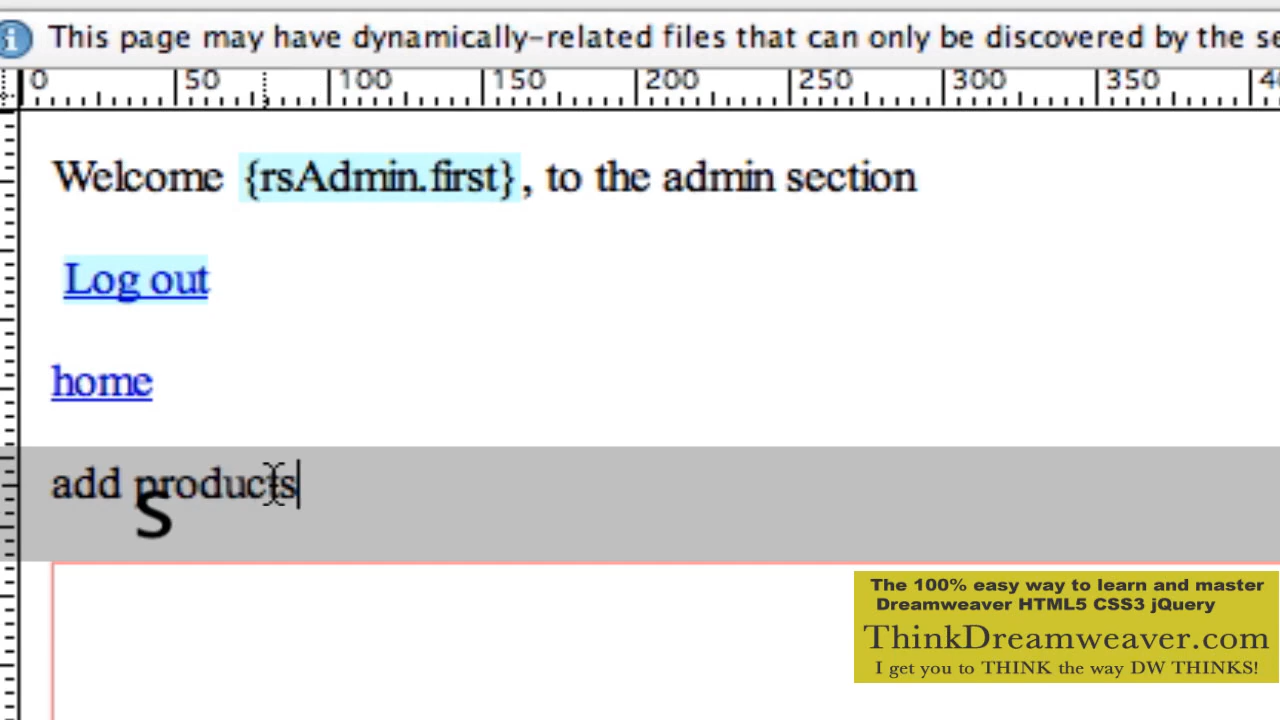 This page may have dynamically-related files that can only be discovered by the se
0 50 100 150 200 250 300 350 40
Welcome {rsAdmin.first}, to the admin section
Log out
home
add products
S
The 100% easy way to learn and master
Dreamweaver HTML5 CSS3 jQuery
ThinkDreamweaver.com
I get you to THINK the way DW THINKS!